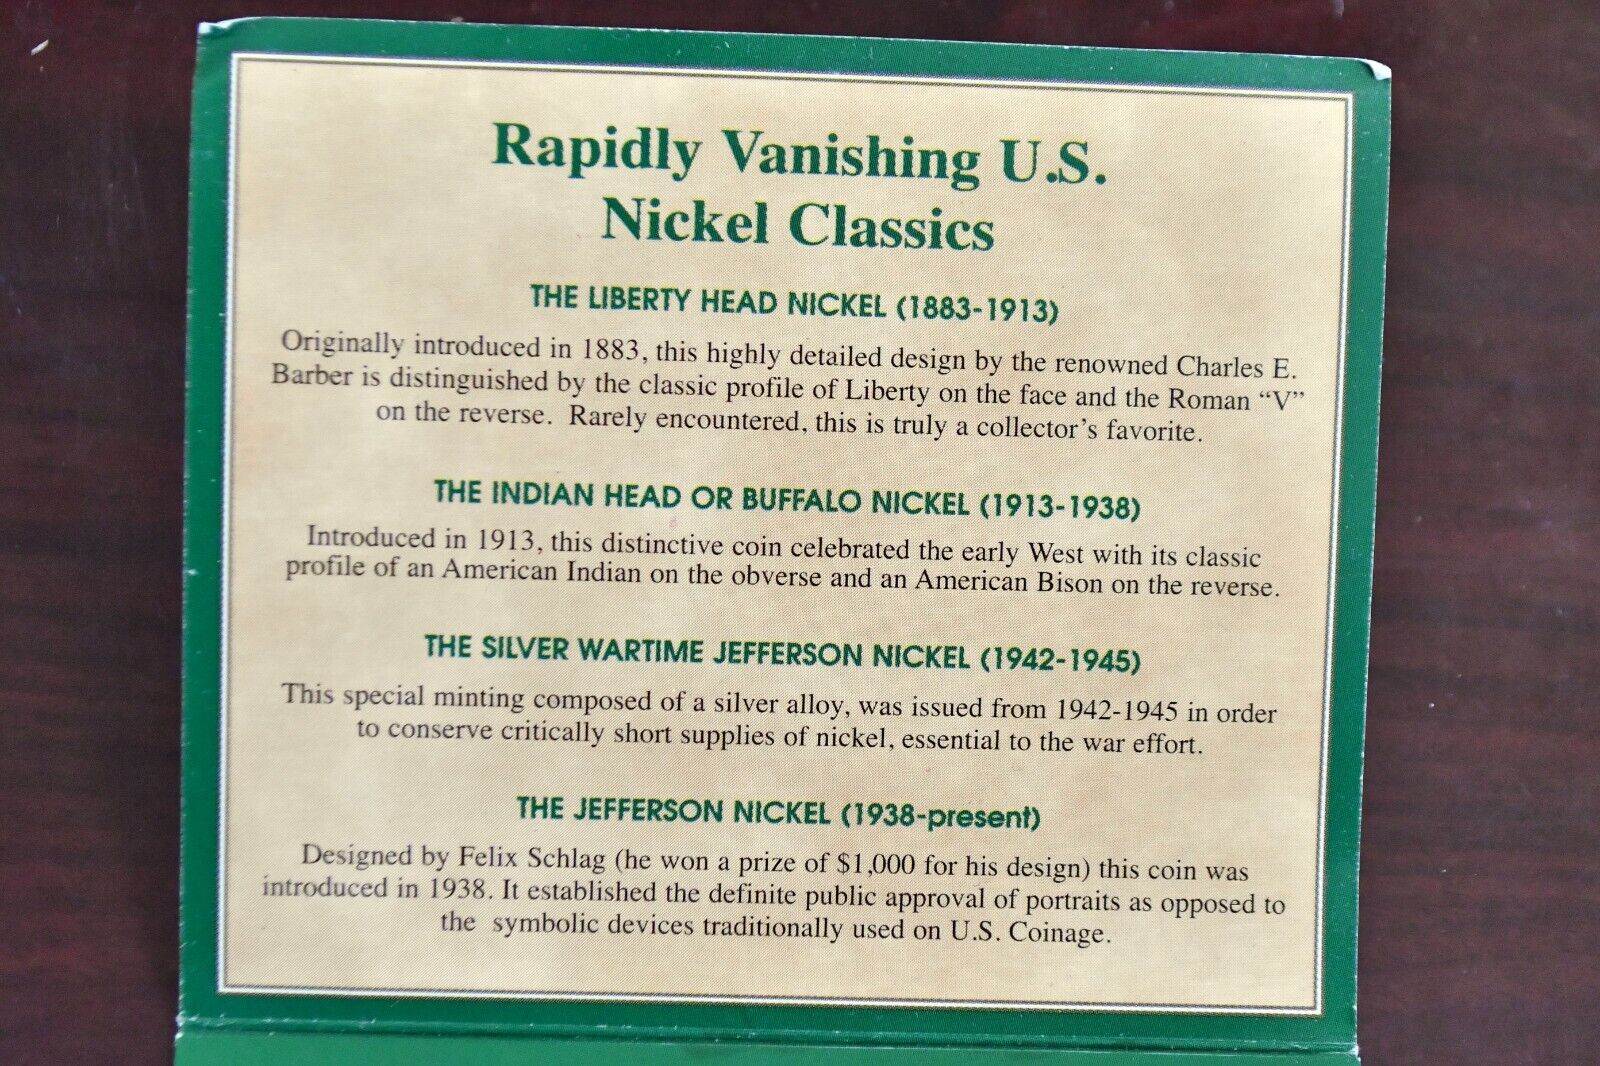 Rapidly Vanishing U.S.
Nickel Classics
THE LIBERTY HEAD NICKEL (1883-1913)
Originally introduced in 1883, this highly detailed design by the renowned Charles E.
Barber is distinguished by the classic profile of Liberty on the face and the Roman “V”
on the reverse. Rarely encountered, this is truly a collector’s favorite.
THE INDIAN HEAD OR BUFFALO NICKEL (1913-1938)
Introduced in 1913, this distinctive coin celebrated the early West with its classic
profile of an American Indian on the obverse and an American Bison on the reverse.
THE SILVER WARTIME JEFFERSON NICKEL (1942-1945)
This special minting composed of a silver alloy, was issued from 1942-1945 in order
to conserve critically short supplies of nickel, essential to the war effort.
THE JEFFERSON NICKEL (1938-present)
Designed by Felix Schlag (he won a prize of $1,000 for his design) this coin was
introduced in 1938. It established the definite public approval of portraits as opposed to
the symbolic devices traditionally used on U.S. Coinage.